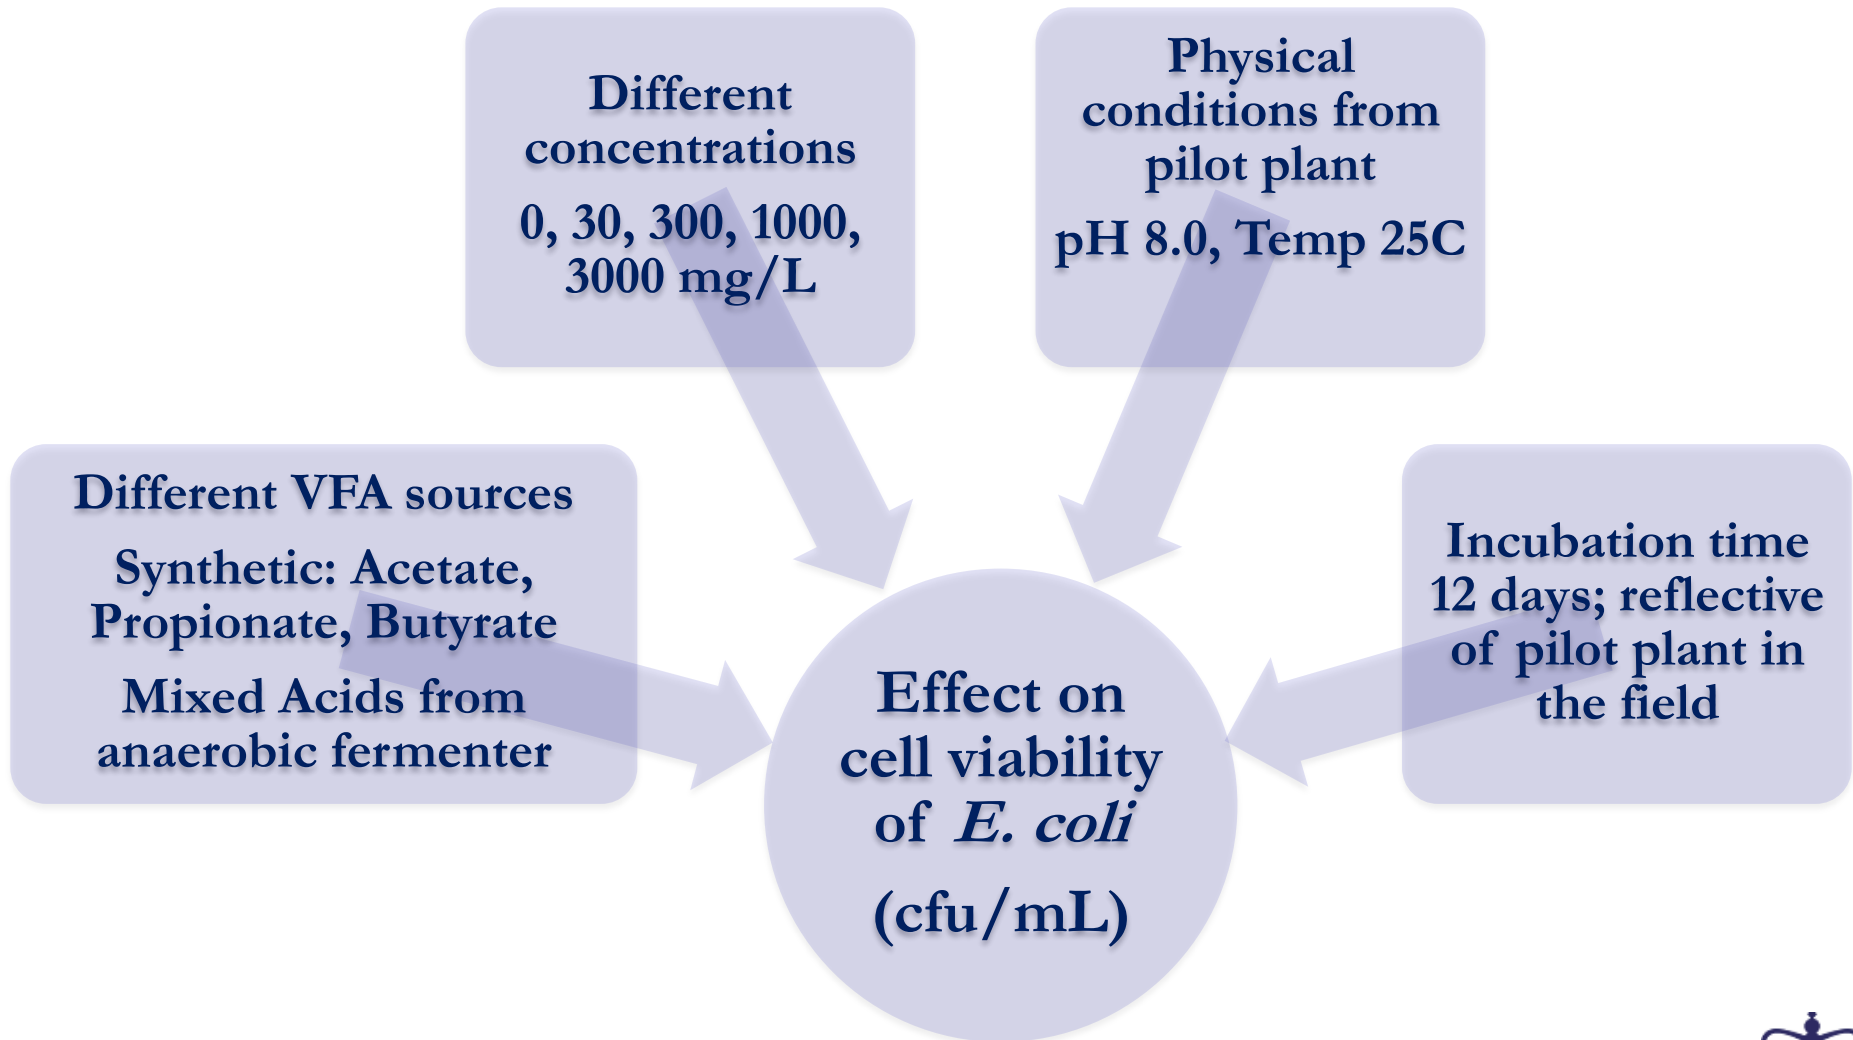 Different
concentrations
0, 30, 300, 1000,
3000 mg/L
Physical
conditions from
pilot plant
pH 8.0, Temp 25C
Different VFA sources
Synthetic: Acetate,
Propionate, Butyrate
Mixed Acids from
anaerobic fermenter
Incubation time
12 days; reflective
of pilot plant in
the field
Effect on
cell viability
of E. coli
(cfu/mL)